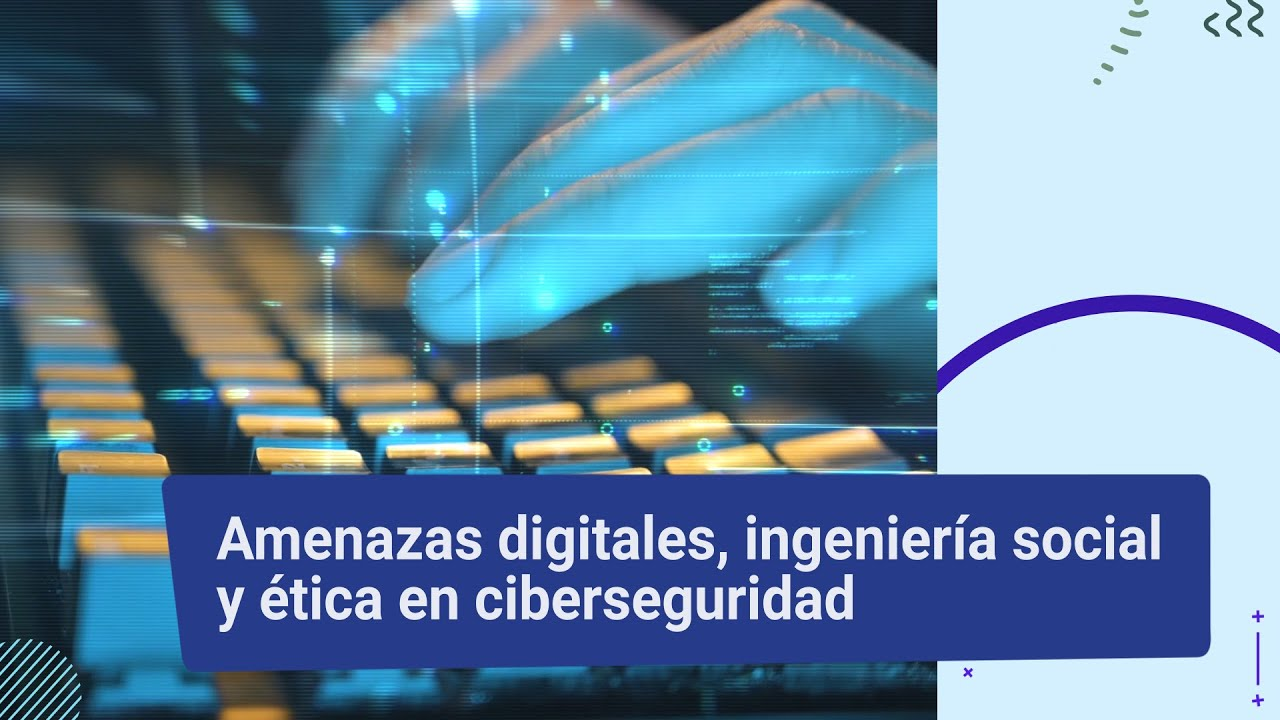 Amenazas digitales, ingeniería social
y ética en ciberseguridad